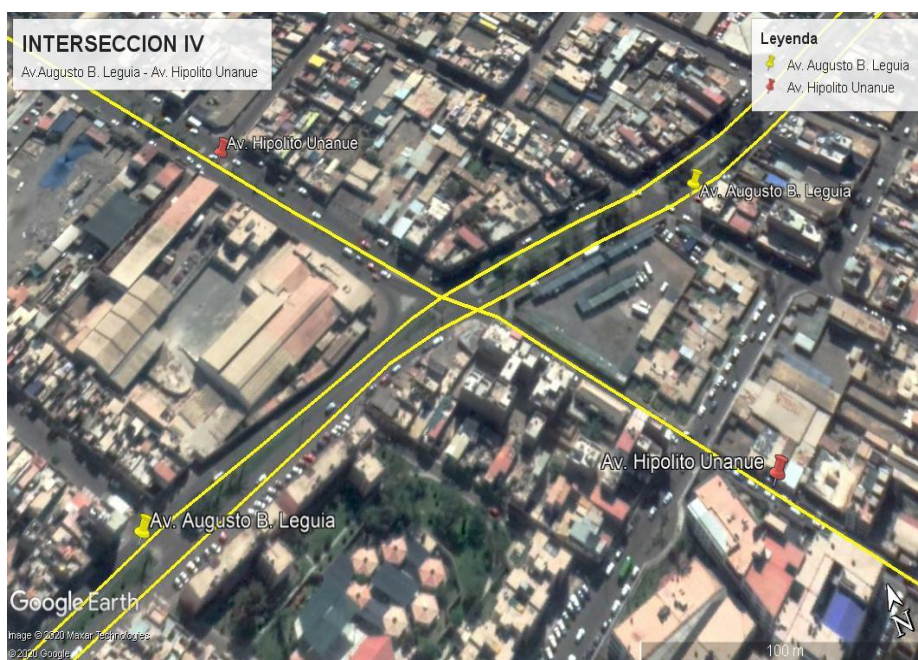 INTERSECCION IV
Av.Augusto B. Leguia - Av. Hipolito Unanue
Leyenda
Av. Augusto B. Leguia
Av. Hipolito Unanue
Av. Hipolito Unanue
Av. Augusto B. Leguia
Av. Hipolito Unanue
Av. Augusto B. Leguia
Google Earth
Image © 2020 Maxar Technologies
© 2020 Google
100 m
N